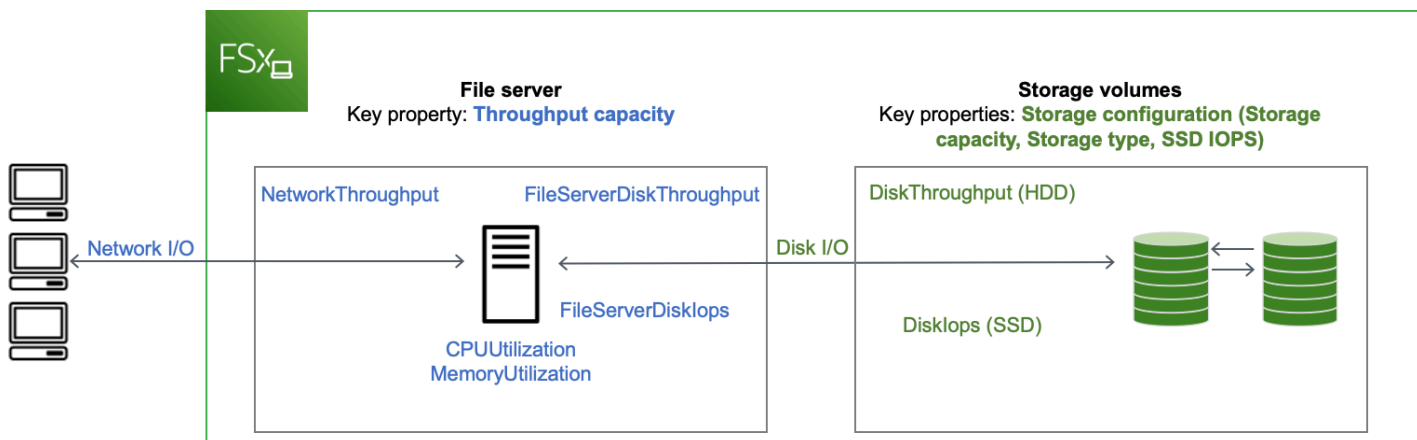 FSx
File server
Key property: Throughput capacity
Storage volumes
Key properties: Storage configuration (Storage
capacity, Storage type, SSD IOPS)
NetworkThroughput
FileServerDiskThroughput
DiskThroughput (HDD)
Network I/O
Disk I/O
FileServerDiskIops
DiskIops (SSD)
CPUUtilization
MemoryUtilization